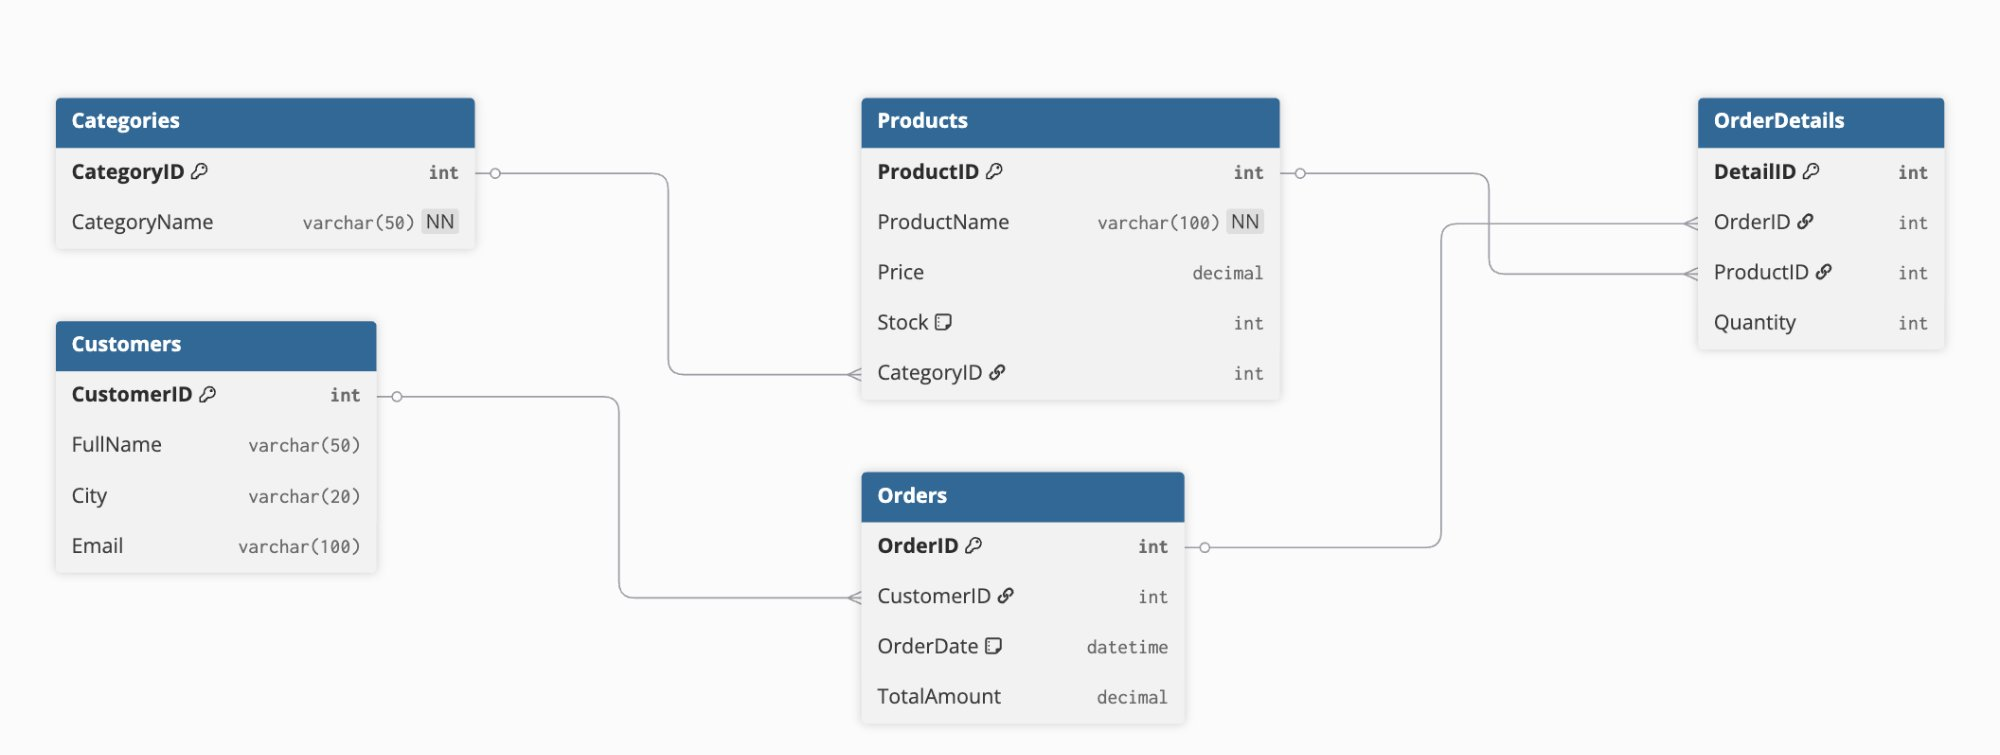 Categories
CategoryID int
CategoryName varchar(50) NN
Customers
CustomerID int
FullName varchar(50)
City varchar(20)
Email varchar(100)
Products
ProductID int
ProductName varchar(100) NN
Price decimal
Stock int
CategoryID int
Orders
OrderID int
CustomerID int
OrderDate datetime
TotalAmount decimal
OrderDetails
DetailID int
OrderID int
ProductID int
Quantity int